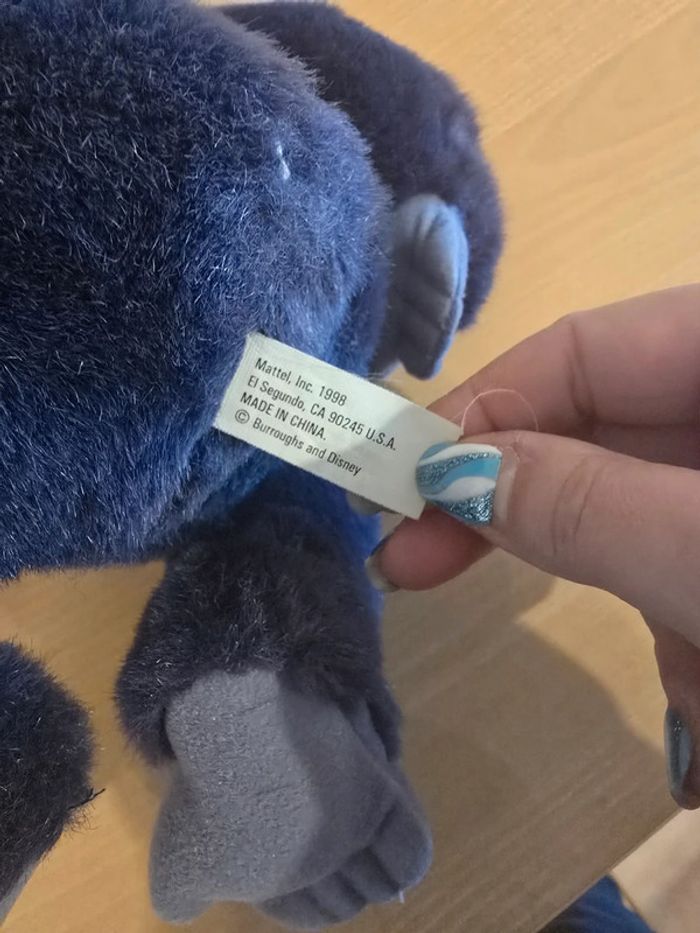 Mattel, Inc. 1998
El Segundo, CA 90245 U.S.A.
MADE IN CHINA.
© Burroughs and Disney